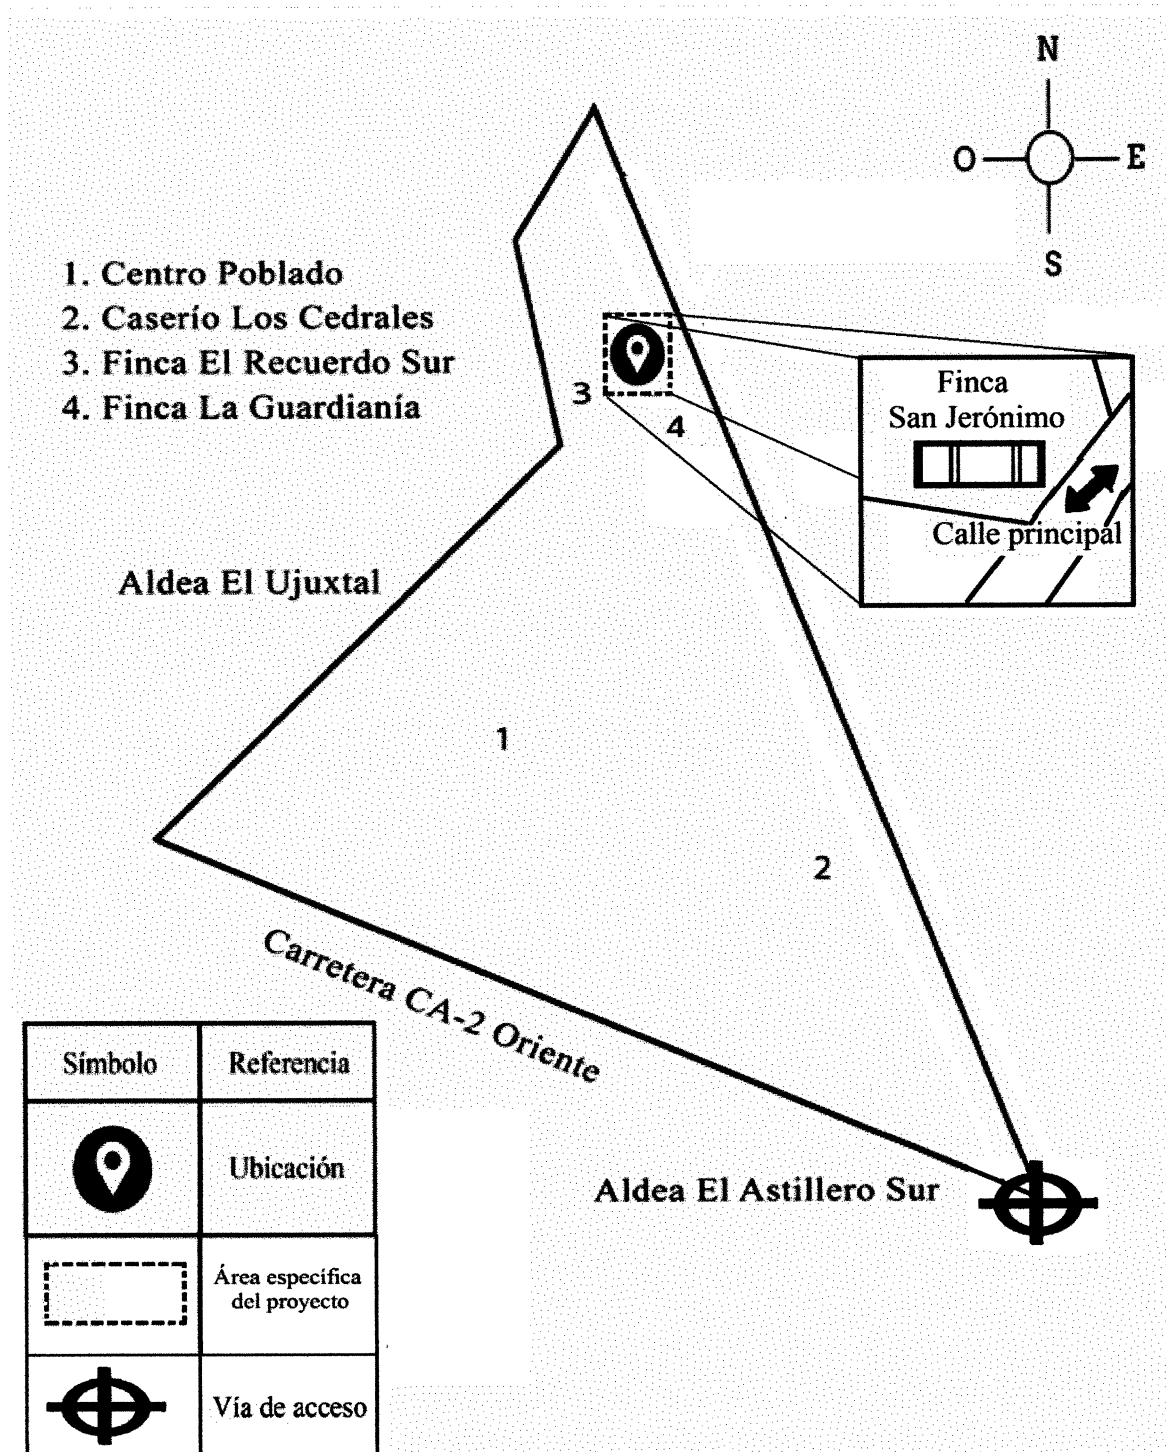 N
O
E
S
1. Centro Poblado
2. Caserío Los Cedrales
3. Finca El Recuerdo Sur
4. Finca La Guardianía
3
4
Finca
San Jerónimo
Calle principal
Aldea El Ujuxtal
1
2
Carretera CA-2 Oriente
Aldea El Astillero Sur
Símbolo
Referencia
Ubicación
Área específica
del proyecto
Vía de acceso